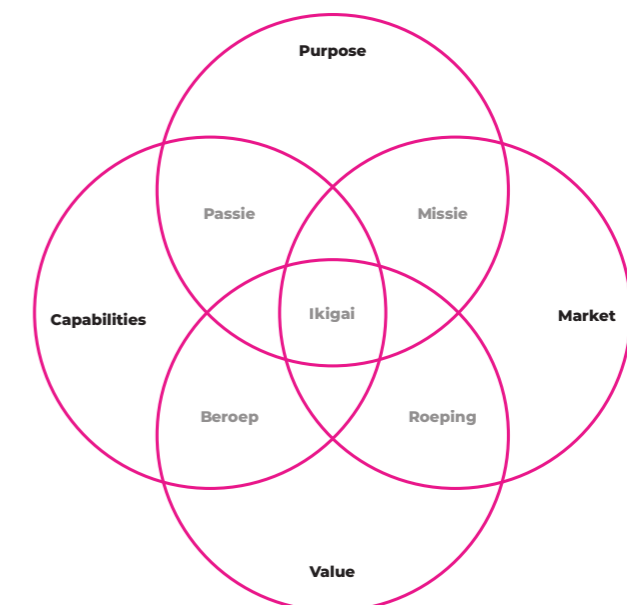 Purpose
Passie
Missie
Ikigai
Capabilities
Market
Beroep
Roeping
Value